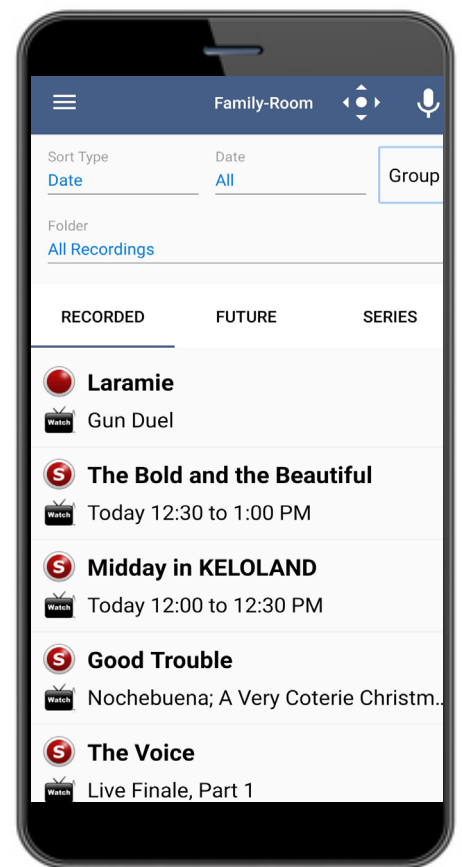 Family-Room
Sort Type
Date
Date
All
Group
Folder
All Recordings
RECORDED
FUTURE
SERIES
Laramie
Watch
Gun Duel
S
The Bold and the Beautiful
Watch
Today 12:30 to 1:00 PM
S
Midday in KELOLAND
Watch
Today 12:00 to 12:30 PM
S
Good Trouble
Watch
Nochebuena; A Very Coterie Christm..
S
The Voice
Watch
Live Finale, Part 1